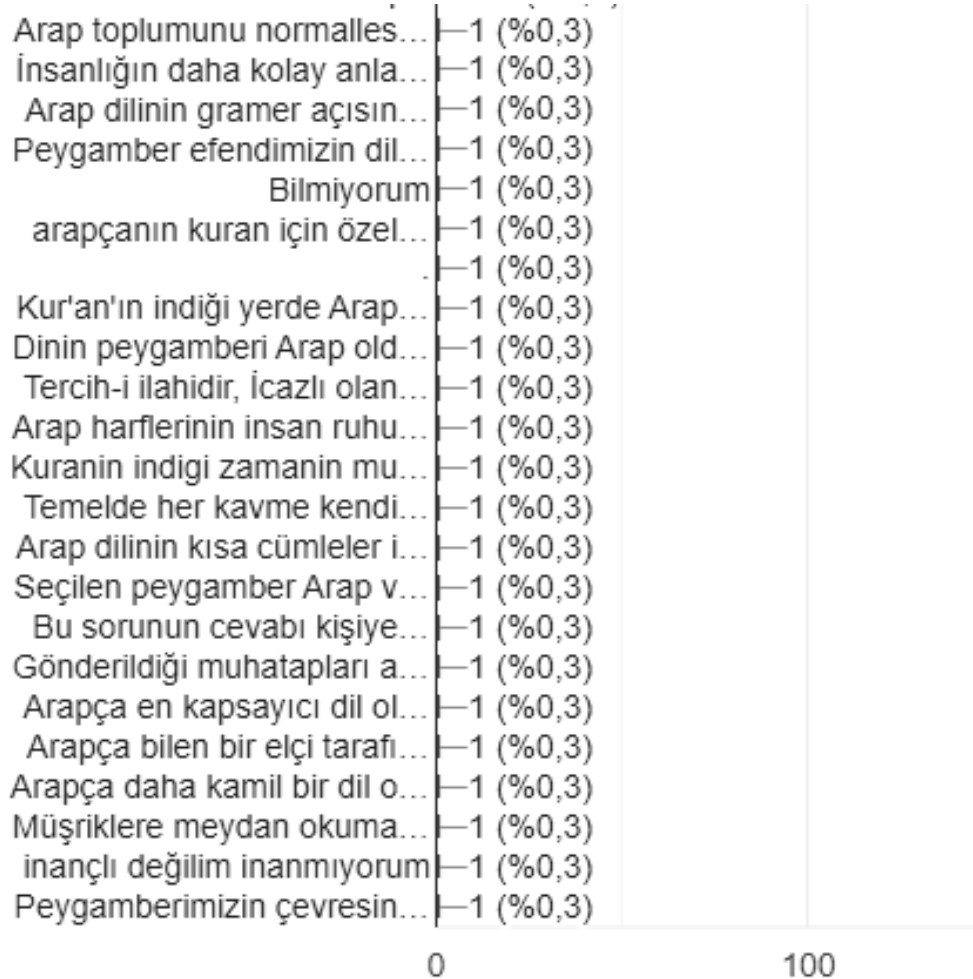 Arap toplumunu normalles... 1 (%0,3)
İnsanlığın daha kolay anla... 1 (%0,3)
Arap dilinin gramer açısın... 1 (%0,3)
Peygamber efendimizin dil... 1 (%0,3)
Bilmiyorum 1 (%0,3)
arapçanın kuran için özel... 1 (%0,3)
. 1 (%0,3)
Kur'an'ın indiği yerde Arap... 1 (%0,3)
Dinin peygamberi Arap old... 1 (%0,3)
Tercih-i ilahidir, İcazlı olan... 1 (%0,3)
Arap harflerinin insan ruhu... 1 (%0,3)
Kuranin indigi zamanin mu... 1 (%0,3)
Temelde her kavme kendi... 1 (%0,3)
Arap dilinin kısa cümleler i... 1 (%0,3)
Seçilen peygamber Arap v... 1 (%0,3)
Bu sorunun cevabı kişiye... 1 (%0,3)
Gönderildiği muhatapları a... 1 (%0,3)
Arapça en kapsayıcı dil ol... 1 (%0,3)
Arapça bilen bir elçi tarafı... 1 (%0,3)
Arapça daha kamil bir dil o... 1 (%0,3)
Müşriklere meydan okuma... 1 (%0,3)
inançlı değilim inanmıyorum 1 (%0,3)
Peygamberimizin çevresin... 1 (%0,3)
0 100